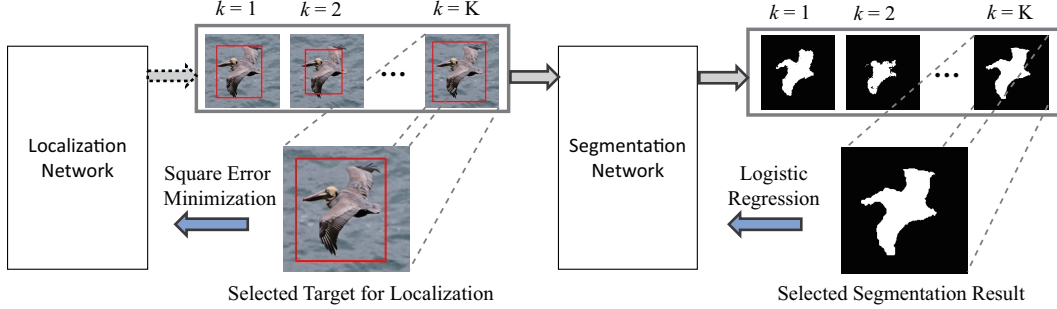 k = 1 k = 2 k = K
k = 1 k = 2 k = K
Localization
Network
Square Error
Minimization
Segmentation
Network
Logistic
Regression
Selected Target for Localization
Selected Segmentation Result